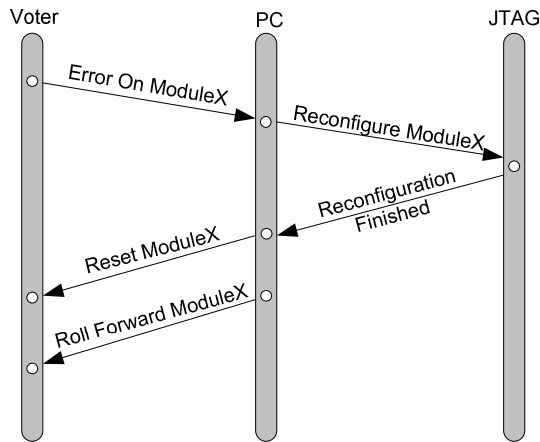 Voter
PC
JTAG
Error On ModuleX
Reconfigure ModuleX
Reconfiguration
Finished
Reset ModuleX
Roll Forward ModuleX